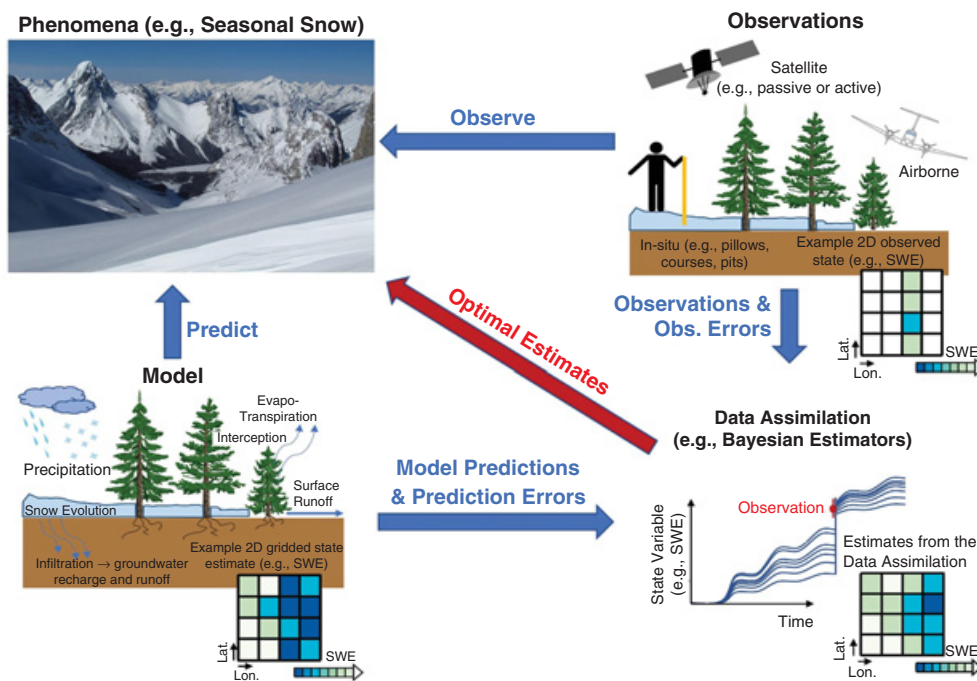 Phenomena (e.g., Seasonal Snow)
Observations
Satellite
(e.g., passive or active)
Observe
Airborne
In-situ (e.g., pillows,
courses, pits)
Example 2D observed
state (e.g., SWE)
Observations &
Obs. Errors
Lat.
Lon.
SWE
Optimal Estimates
Predict
Model
Evapo-
Transpiration
Interception
Precipitation
Surface
Runoff
Snow Evolution
Infiltration → groundwater
recharge and runoff
Example 2D gridded state
estimate (e.g., SWE)
Lat.
Lon.
SWE
Model Predictions
& Prediction Errors
Data Assimilation
(e.g., Bayesian Estimators)
Observation
State Variable
(e.g., SWE)
Time
Estimates from the
Data Assimilation
Lat.
Lon.
SWE